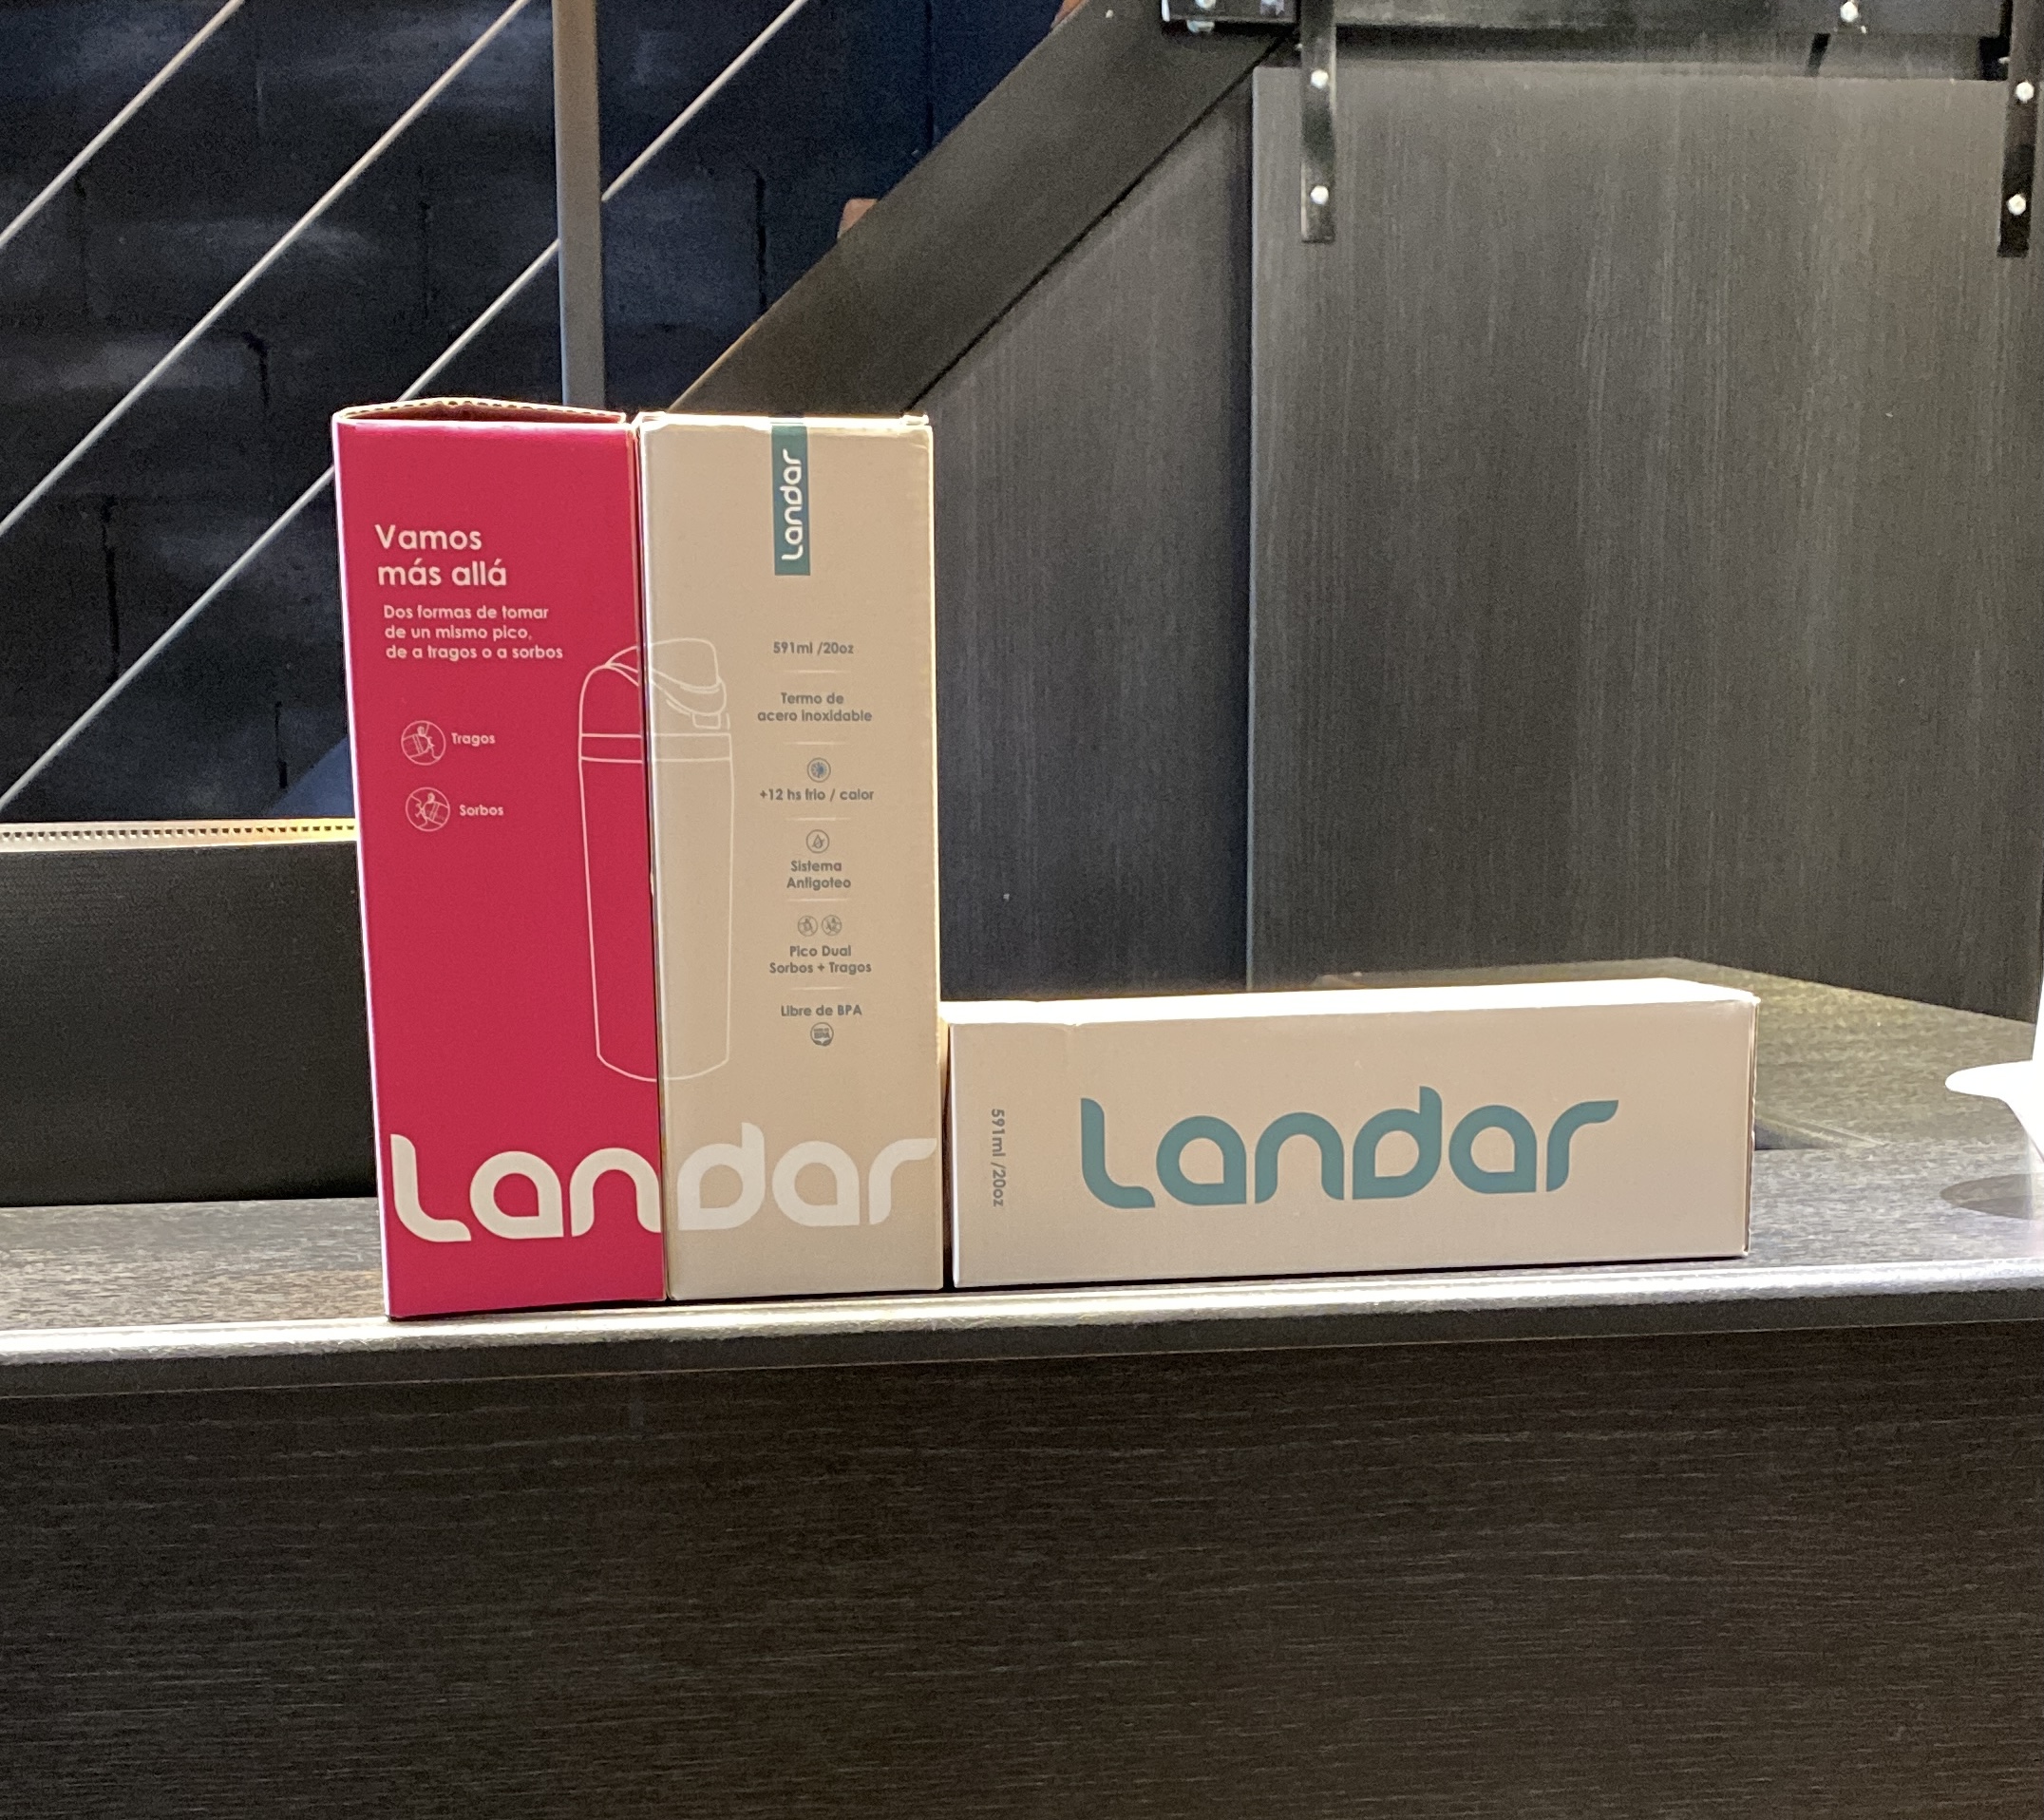 Vamos
más allá
Dos formas de tomar
de un mismo pico,
de a tragos o a sorbos
Tragos
Sorbos
Landar
591ml /20oz
Termo de
acero inoxidable
+12 hs frio / calor
Sistema
Antigoteo
Pico Dual
Sorbos + Tragos
Libre de BPA
Landar
591ml /20oz
Landar